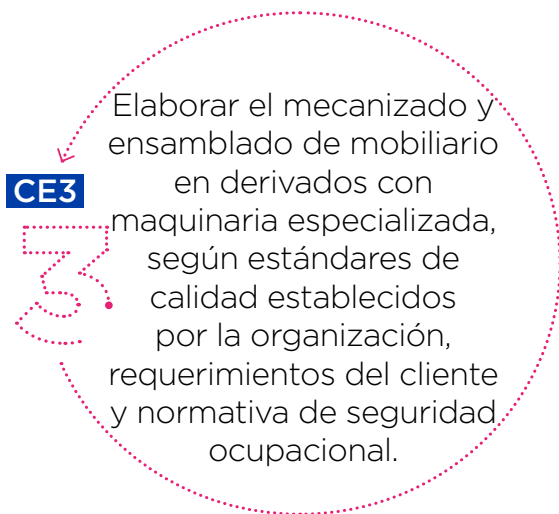 CE3
3
Elaborar el mecanizado y
ensamblado de mobiliario
en derivados con
maquinaria especializada,
según estándares de
calidad establecidos
por la organización,
requerimientos del cliente
y normativa de seguridad
ocupacional.